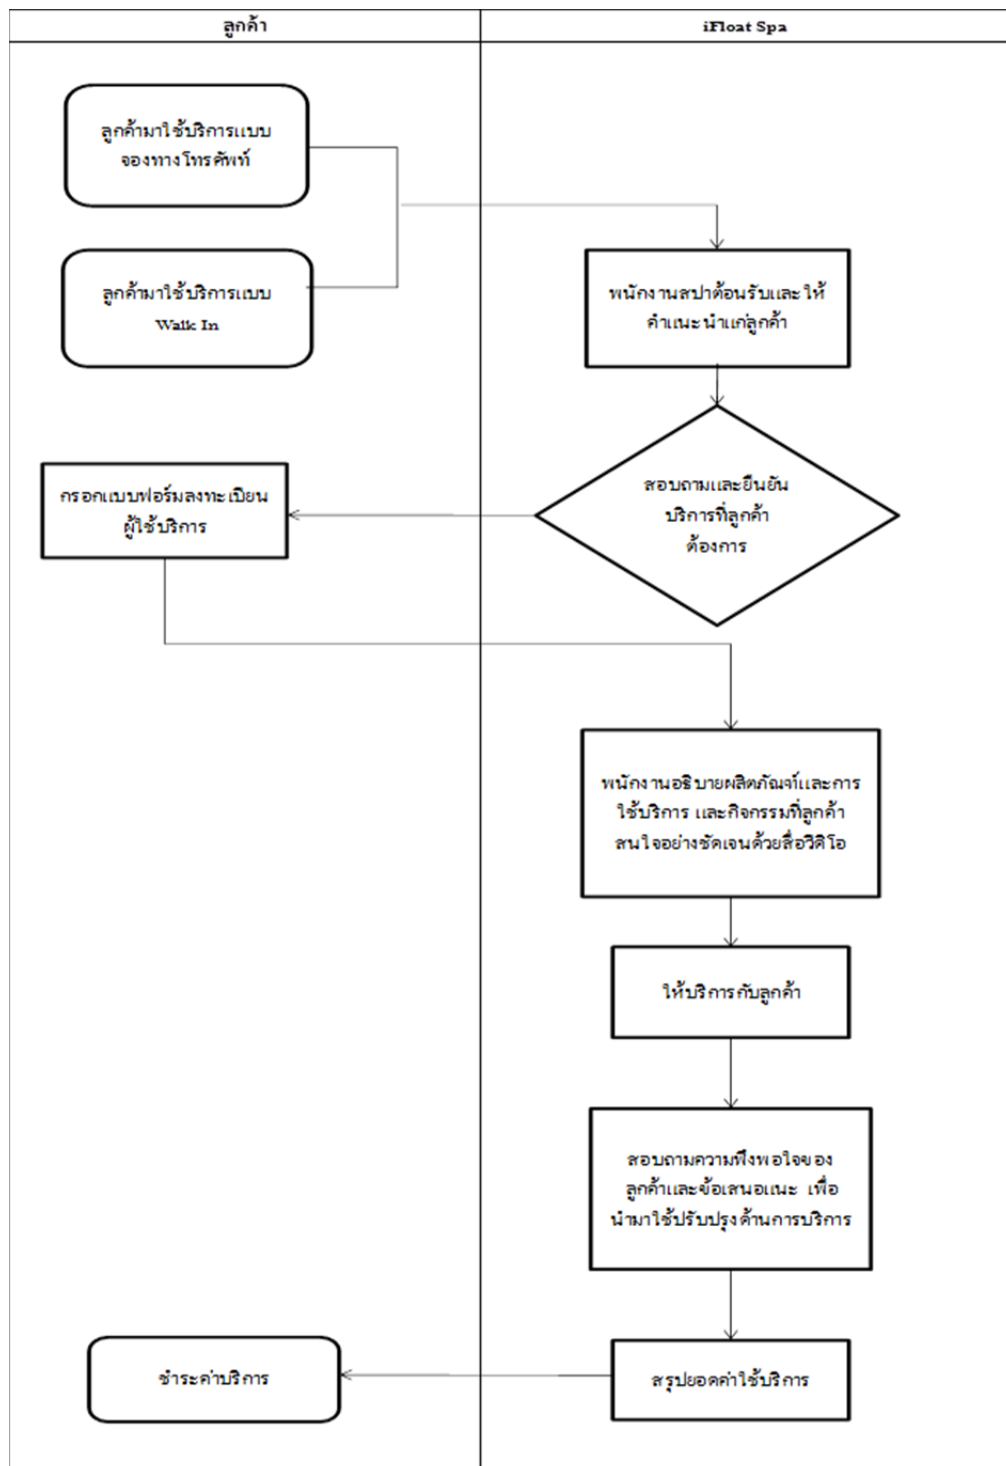 ลูกค้า
iFloat Spa
ลูกค้ามาใช้บริการแบบ
จองทางโทรศัพท์
ลูกค้ามาใช้บริการแบบ
Walk In
พนักงานสปาต้อนรับและให้
คำแนะนำแก่ลูกค้า
สอบถามและยืนยัน
บริการที่ลูกค้า
ต้องการ
กรอกแบบฟอร์มลงทะเบียน
ผู้ใช้บริการ
พนักงานอธิบายผลิตภัณฑ์และการ
ใช้บริการ และกิจกรรมที่ลูกค้า
สนใจอย่างชัดเจนด้วยสื่อวีดิโอ
ให้บริการกับลูกค้า
สอบถามความพึงพอใจของ
ลูกค้าและข้อเสนอแนะ เพื่อ
นำมาใช้ปรับปรุงด้านการบริการ
สรุปยอดค่าใช้บริการ
ชำระค่าบริการ